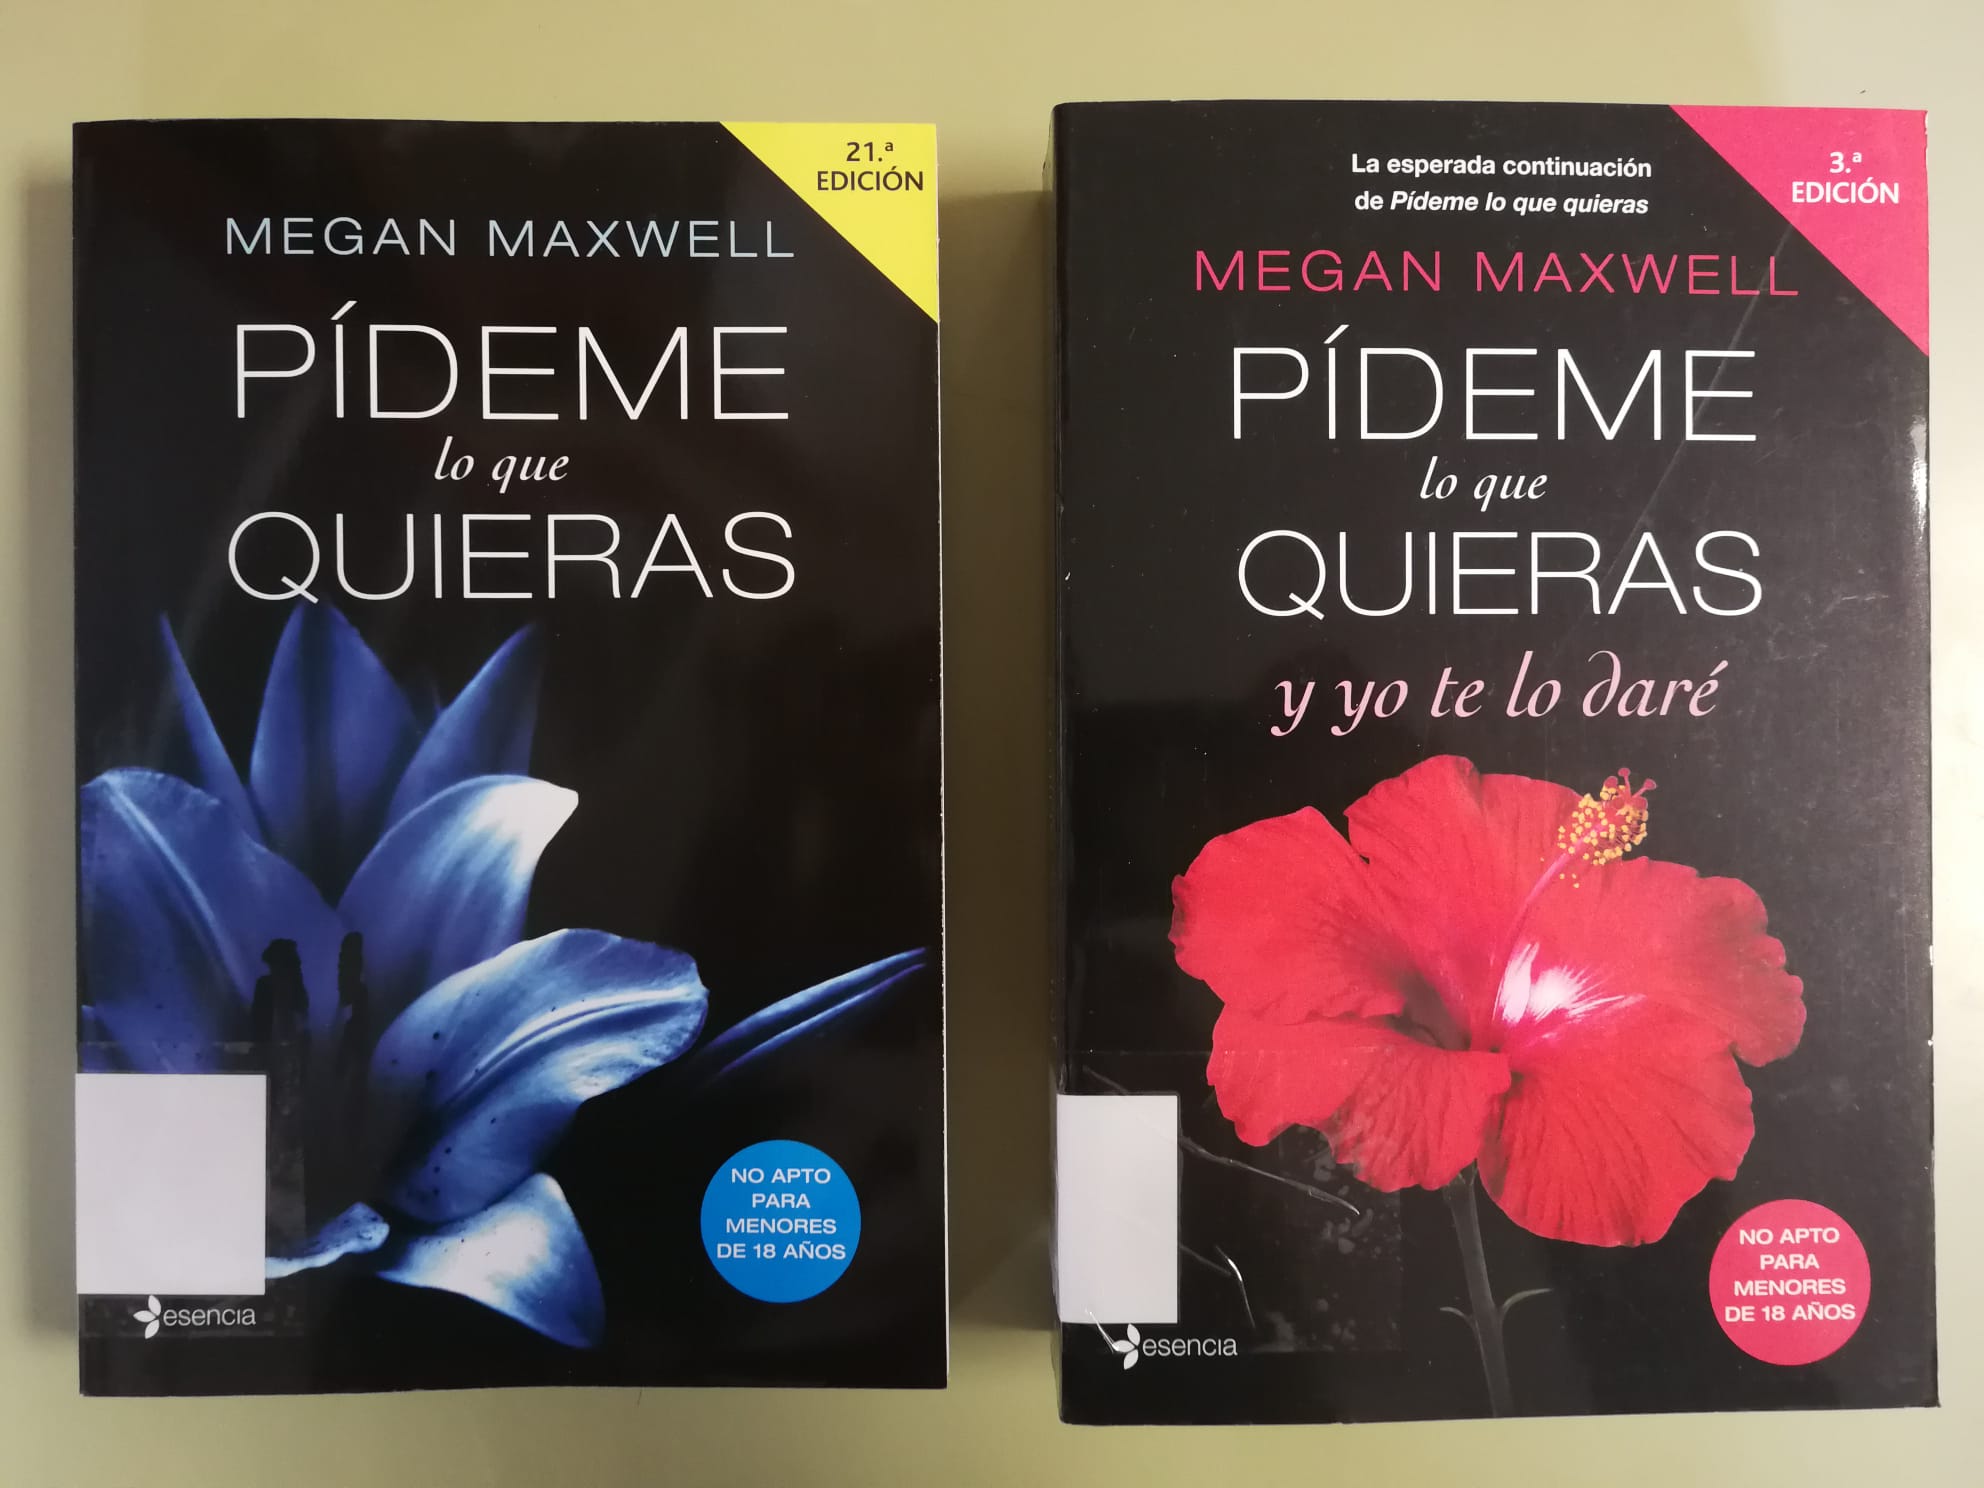 21.ª
EDICIÓN
MEGAN MAXWELL
PÍDEME
lo que
QUIERAS
NO APTO
PARA
MENORES
DE 18 AÑOS
esencia
La esperada continuación
de Pídeme lo que quieras
3.ª
EDICIÓN
MEGAN MAXWELL
PÍDEME
lo que
QUIERAS
y yo te lo daré
NO APTO
PARA
MENORES
DE 18 AÑOS
esencia